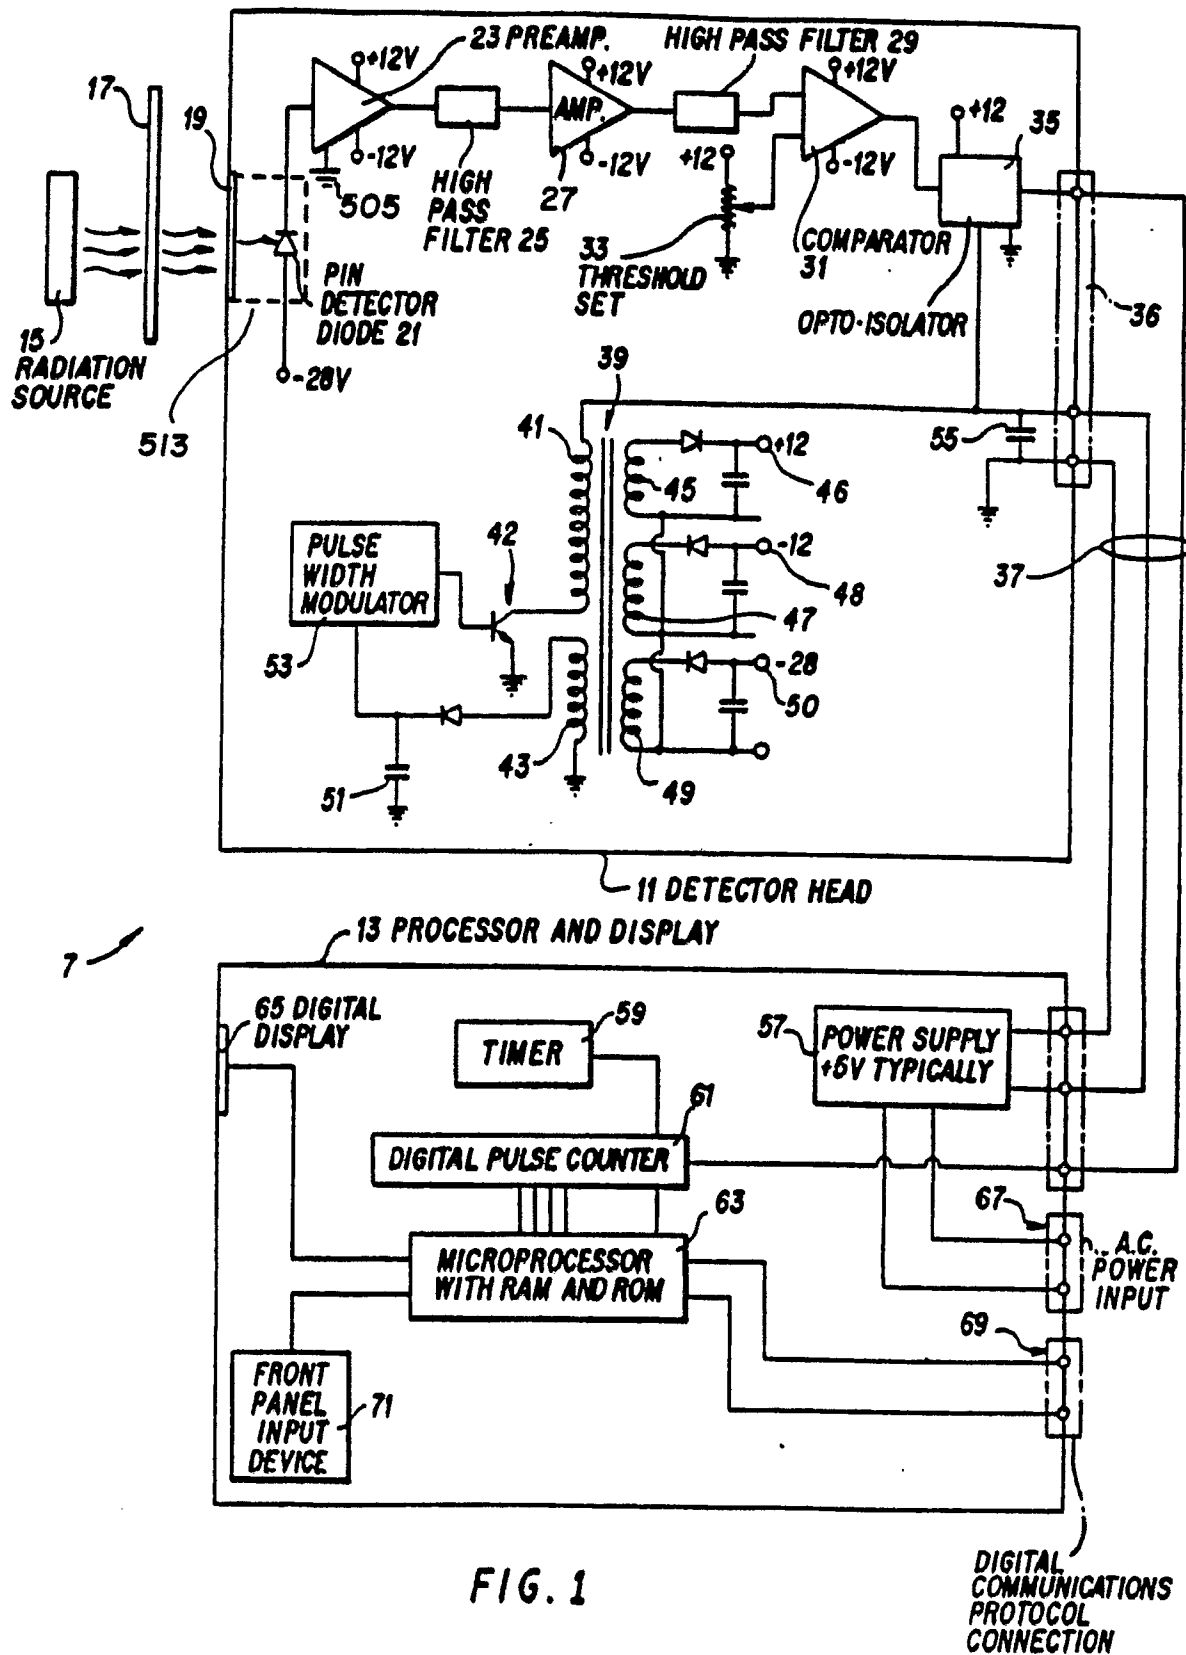 23 PREAMP.
HIGH PASS FILTER 29
+12V
+12V
+12V
17
19
AMP.
+12
35
-12V
-12V
+12
-12V
505
HIGH
PASS
FILTER 25
27
33
THRESHOLD
SET
COMPARATOR
31
PIN
DETECTOR
DIODE 21
OPTO-ISOLATOR
36
15
RADIATION
SOURCE
-28V
39
513
41
+12
55
45
46
PULSE
WIDTH
MODULATOR
42
-12
37
48
47
53
-28
50
43
49
51
11 DETECTOR HEAD
13 PROCESSOR AND DISPLAY
7
65 DIGITAL
DISPLAY
59
TIMER
57
POWER SUPPLY
+5V TYPICALLY
61
DIGITAL PULSE COUNTER
63
67
MICROPROCESSOR
WITH RAM AND ROM
A.C.
POWER
INPUT
69
FRONT
PANEL
INPUT
DEVICE
71
FIG. 1
DIGITAL
COMMUNICATIONS
PROTOCOL
CONNECTION